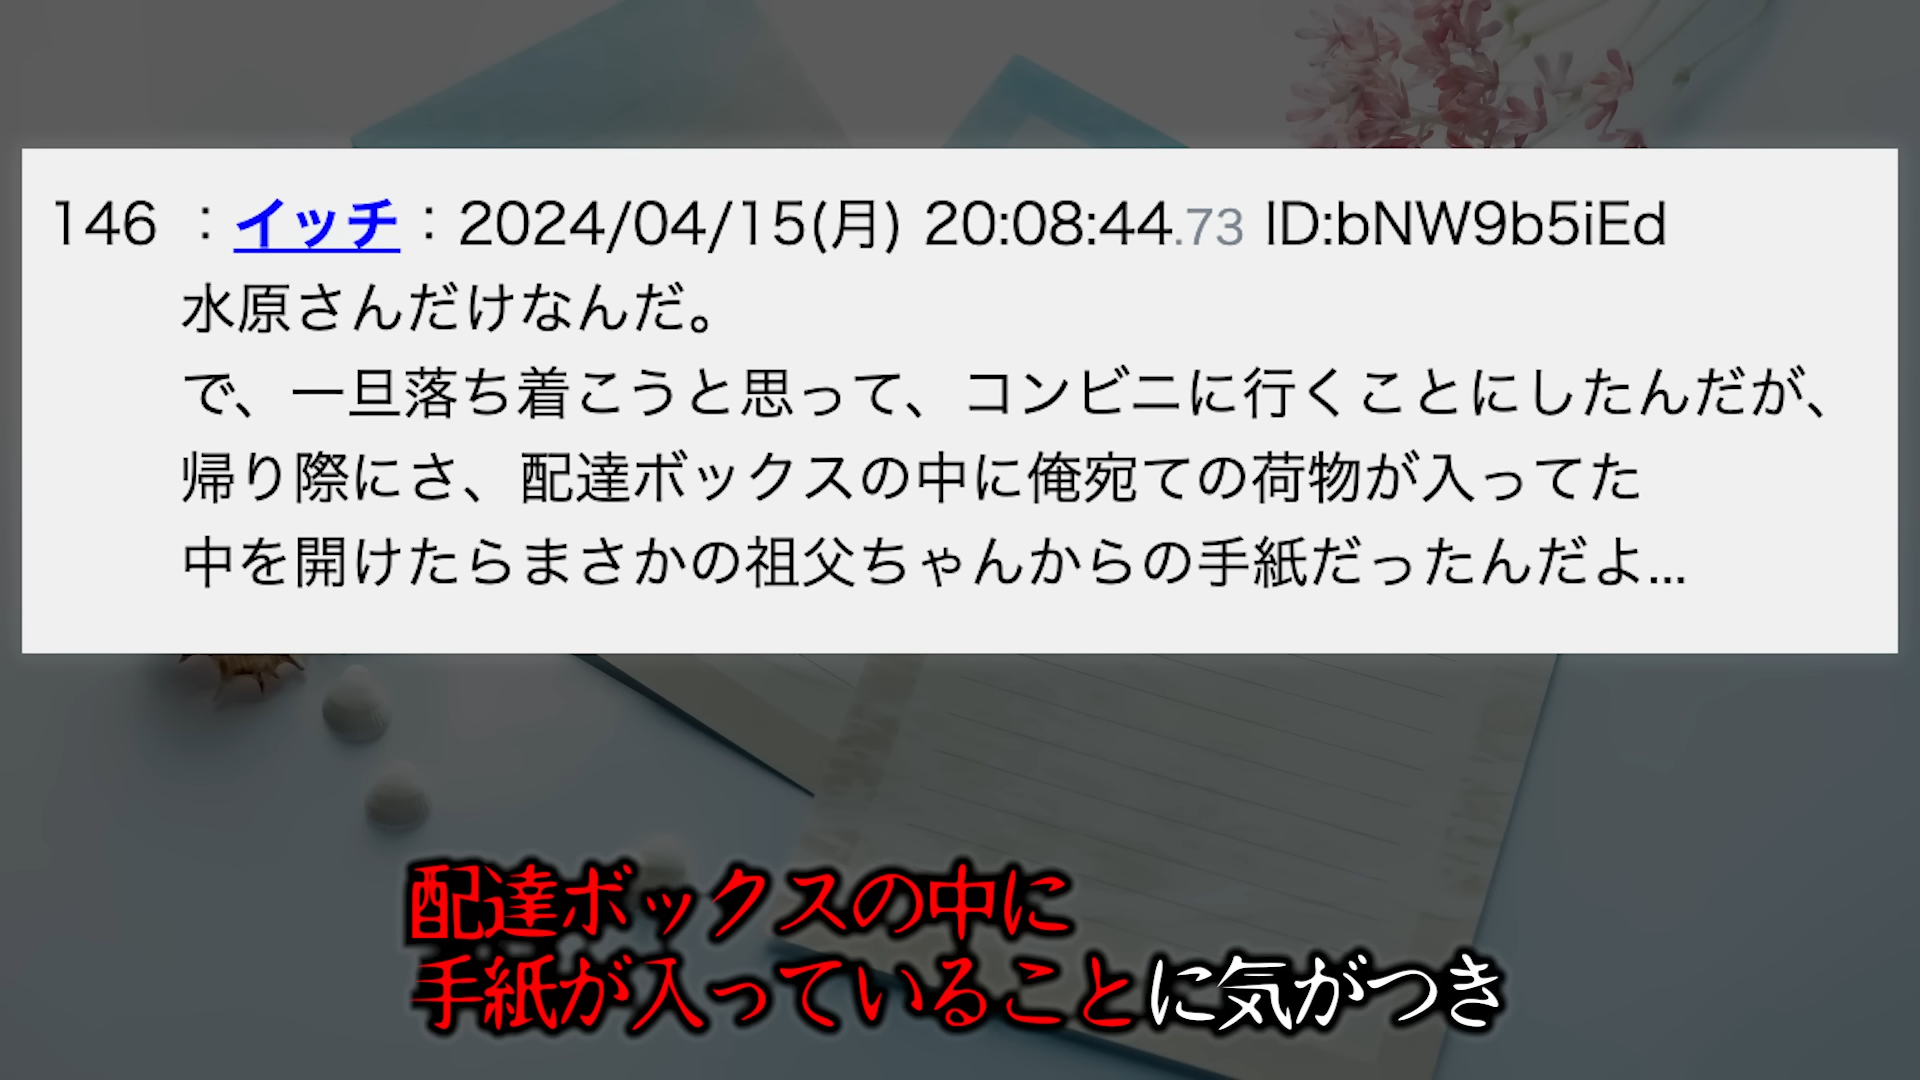 146 ：イッチ：2024/04/15(月) 20:08:44.73 ID:bNW9b5iEd
水原さんだけなんだ。
で、一旦落ち着こうと思って、コンビニに行くことにしたんだが、
帰り際にさ、配達ボックスの中に俺宛ての荷物が入ってた
中を開けたらまさかの祖父ちゃんからの手紙だったんだよ...
配達ボックスの中に
手紙が入っていることに気がつき